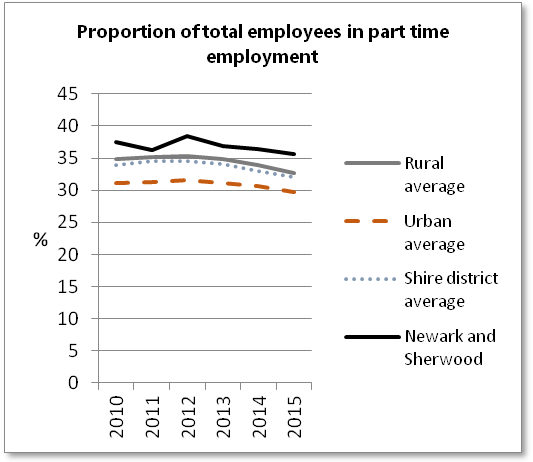 Proportion of total employees in part time
employment
45
40
35
30
25
20
15
10
5
0
%
2010
2011
2012
2013
2014
2015
Rural
average
Urban
average
Shire district
average
Newark and
Sherwood